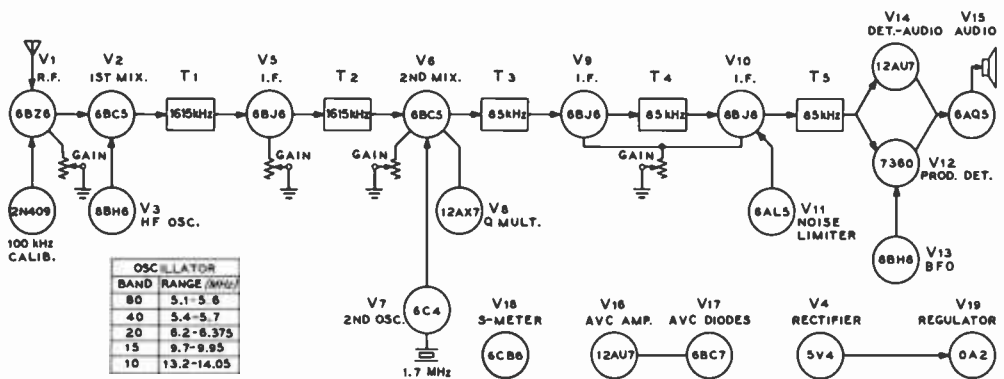 V1
R.F.
V2
1ST MIX.
T1
V5
I.F.
T2
V6
2ND MIX.
T3
V9
I.F.
T4
V10
I.F.
T5
V14
DET.-AUDIO
V15
AUDIO
6BZ6
6BC5
1615kHz
6BJ6
1615kHz
6BC5
85kHz
6BJ6
85kHz
6BJ6
85kHz
12AU7
6AQ5
GAIN
GAIN
GAIN
GAIN
7360
V12
PROD. DET.
2N409
100 kHz
CALIB.
6BH6
V3
HF OSC.
12AX7
V8
Q MULT.
6AL5
V11
NOISE
LIMITER
6BH6
V13
BFO
OSCILLATOR
BAND RANGE (MHz)
80 5.1-5.6
40 5.4-5.7
20 6.2-6.375
15 9.7-9.95
10 13.2-14.05
V7
2ND OSC.
6C4
1.7 MHz
V18
S-METER
6CB6
V16
AVC AMP.
12AU7
V17
AVC DIODES
6BC7
V4
RECTIFIER
5V4
V19
REGULATOR
0A2